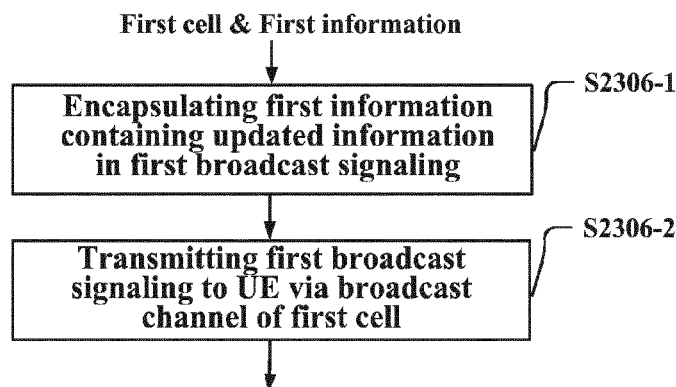 First cell & First information
S2306-1
Encapsulating first information
containing updated information
in first broadcast signaling
S2306-2
Transmitting first broadcast
signaling to UE via broadcast
channel of first cell